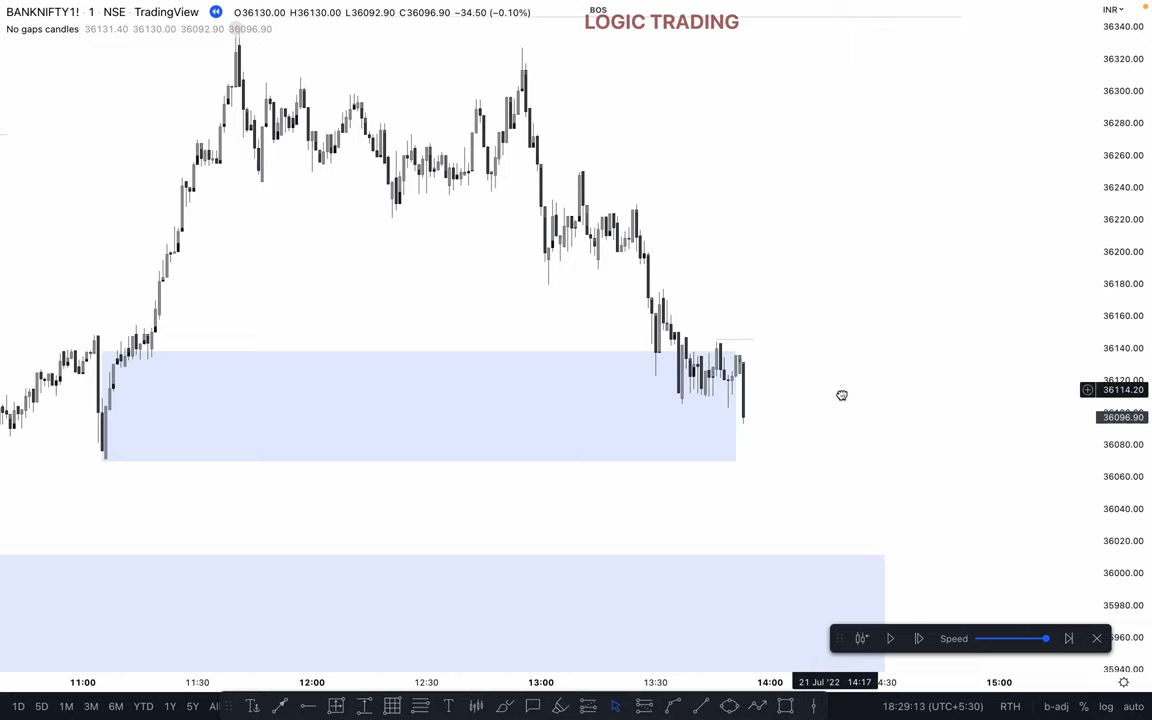 BANKNIFTY1! · 1 · NSE · TradingView O36130.00 H36130.00 L36092.90 C36096.90 −34.50 (−0.10%)
No gaps candles 36131.40 36130.00 36092.90 36096.90
BOS
LOGIC TRADING
INR
36340.00
36320.00
36300.00
36280.00
36260.00
36240.00
36220.00
36200.00
36180.00
36160.00
36140.00
36120.00
36114.20
36096.90
36080.00
36060.00
36040.00
36020.00
36000.00
35980.00
35940.00
Speed
11:00 11:30 12:00 12:30 13:00 13:30 14:00 21 Jul '22 14:17 15:00
1D 5D 1M 3M 6M YTD 1Y 5Y 18:29:13 (UTC+5:30) RTH b-adj % log auto